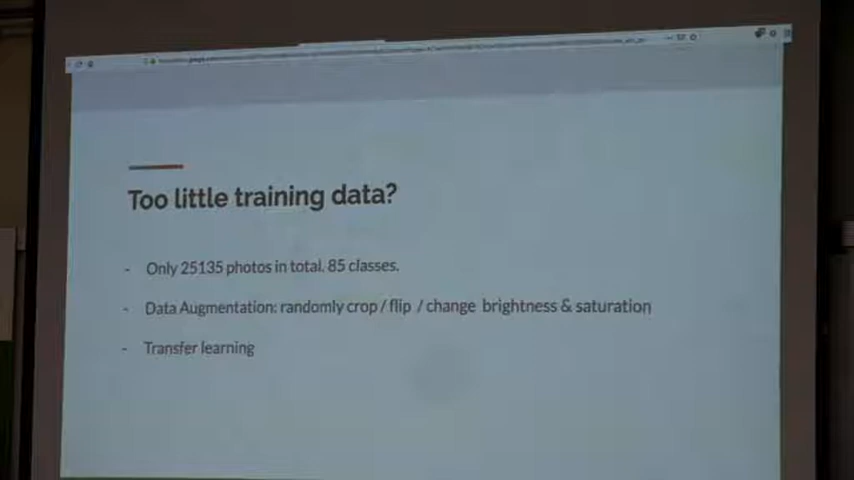 Too little training data?
- Only 25135 photos in total. 85 classes.
- Data Augmentation: randomly crop / flip / change brightness & saturation
- Transfer learning